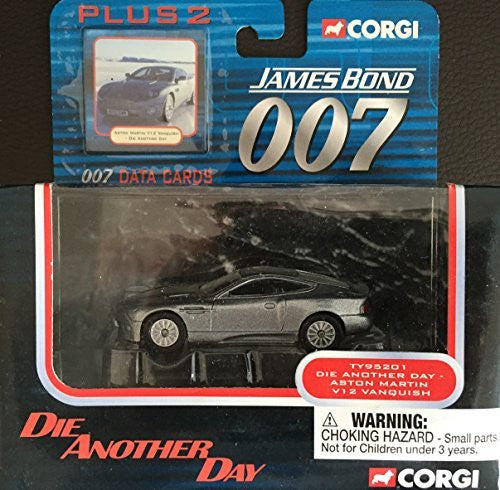 PLUS 2
CORGI
JAMES BOND
007
ASTON MARTIN V12 VANQUISH
- DIE ANOTHER DAY
007 DATA CARDS
TY95201
DIE ANOTHER DAY -
ASTON MARTIN
V12 VANQUISH
DIE
ANOTHER
DAY
WARNING:
CHOKING HAZARD - Small parts
Not for Children under 3 years.
CORGI